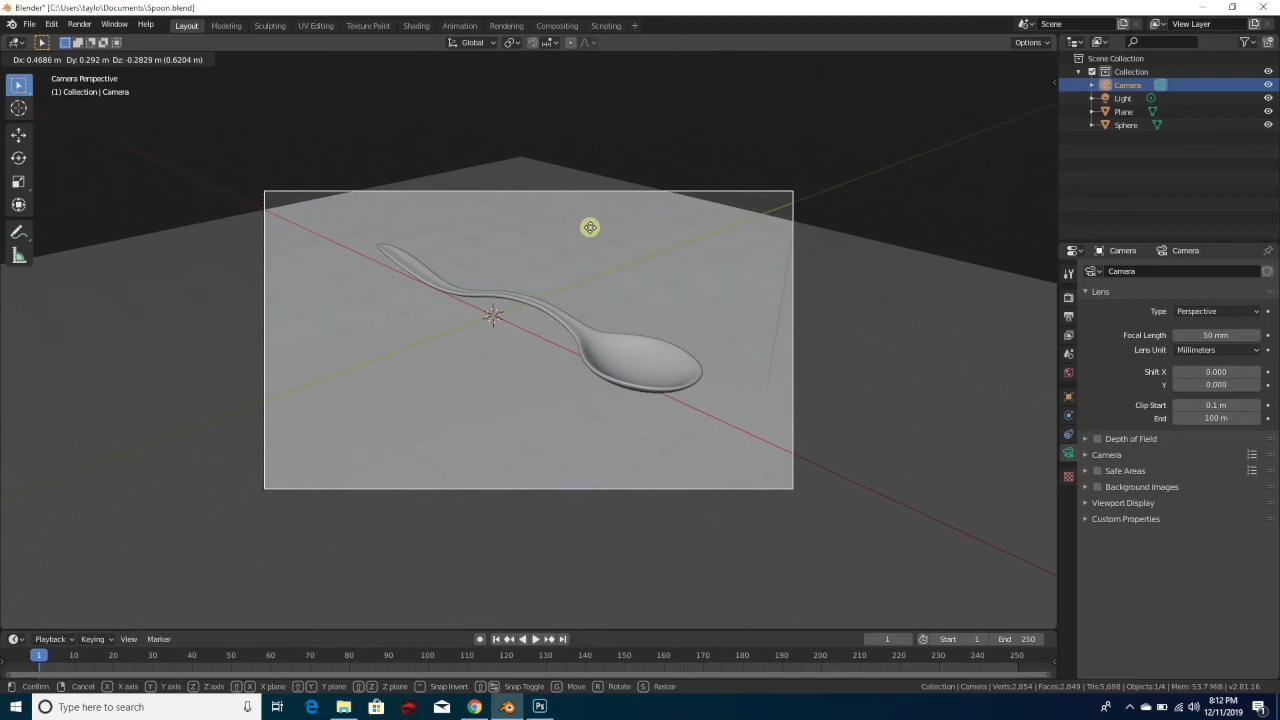 Blender* [C:\Users\taylo\Documents\Spoon.blend]
File Edit Render Window Help Layout Modeling Sculpting UV Editing Texture Paint Shading Animation Rendering Compositing Scripting Scene View Layer
Global Options
Dx: 0.4686 m Dy: 0.292 m Dz: -0.2829 m (0.6204 m)
Camera Perspective
(1) Collection | Camera
Scene Collection
Collection
Camera
Light
Plane
Sphere
Camera Camera
Camera
Lens
Type Perspective
Focal Length 50 mm
Lens Unit Millimeters
Shift X 0.000
Y 0.000
Clip Start 0.1 m
End 100 m
Depth of Field
Camera
Safe Areas
Background Images
Viewport Display
Custom Properties
Playback Keying View Marker 1 Start 1 End 250
1 10 20 30 40 50 60 70 80 90 100 110 120 130 140 150 160 170 180 190 200 210 220 230 240 250
Confirm Cancel X X axis Y Y axis Z Z axis X X plane Y Y plane Z Z plane Snap Invert Snap Toggle G Move R Rotate S Resize Collection | Camera | Verts:2,854 | Faces:2,849 | Tris:5,698 | Objects:1/4 | Mem: 53.7 MiB | v2.81.16
Type here to search Ps 8:12 PM
12/11/2019